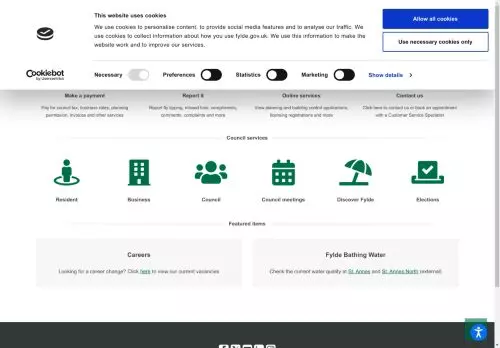 This website uses cookies
We use cookies to personalise content, to provide social media features and to analyse our traffic. We
use cookies to collect information about how you use fylde.gov.uk. We use this information to make the
website work and to improve our services.
Allow all cookies
Use necessary cookies only
Cookiebot
by Usercentrics
Necessary
Preferences
Statistics
Marketing
Show details
Make a payment
Report it
Online services
Contact us
Pay for council tax, business rates, planning
permission, invoice and other services
Report fly tipping, missed bins, compliments,
comments, complaints and more
View planning and building control applications,
licensing registrations and more
Click here to contact us or book an appointment
with a Customer Service Specialist
Council services
Resident
Business
Council
Council meetings
Discover Fylde
Elections
Featured items
Careers
Looking for a career change? Click here to view our current vacancies
Fylde Bathing Water
Check the current water quality at St. Annes and St. Annes North (external)